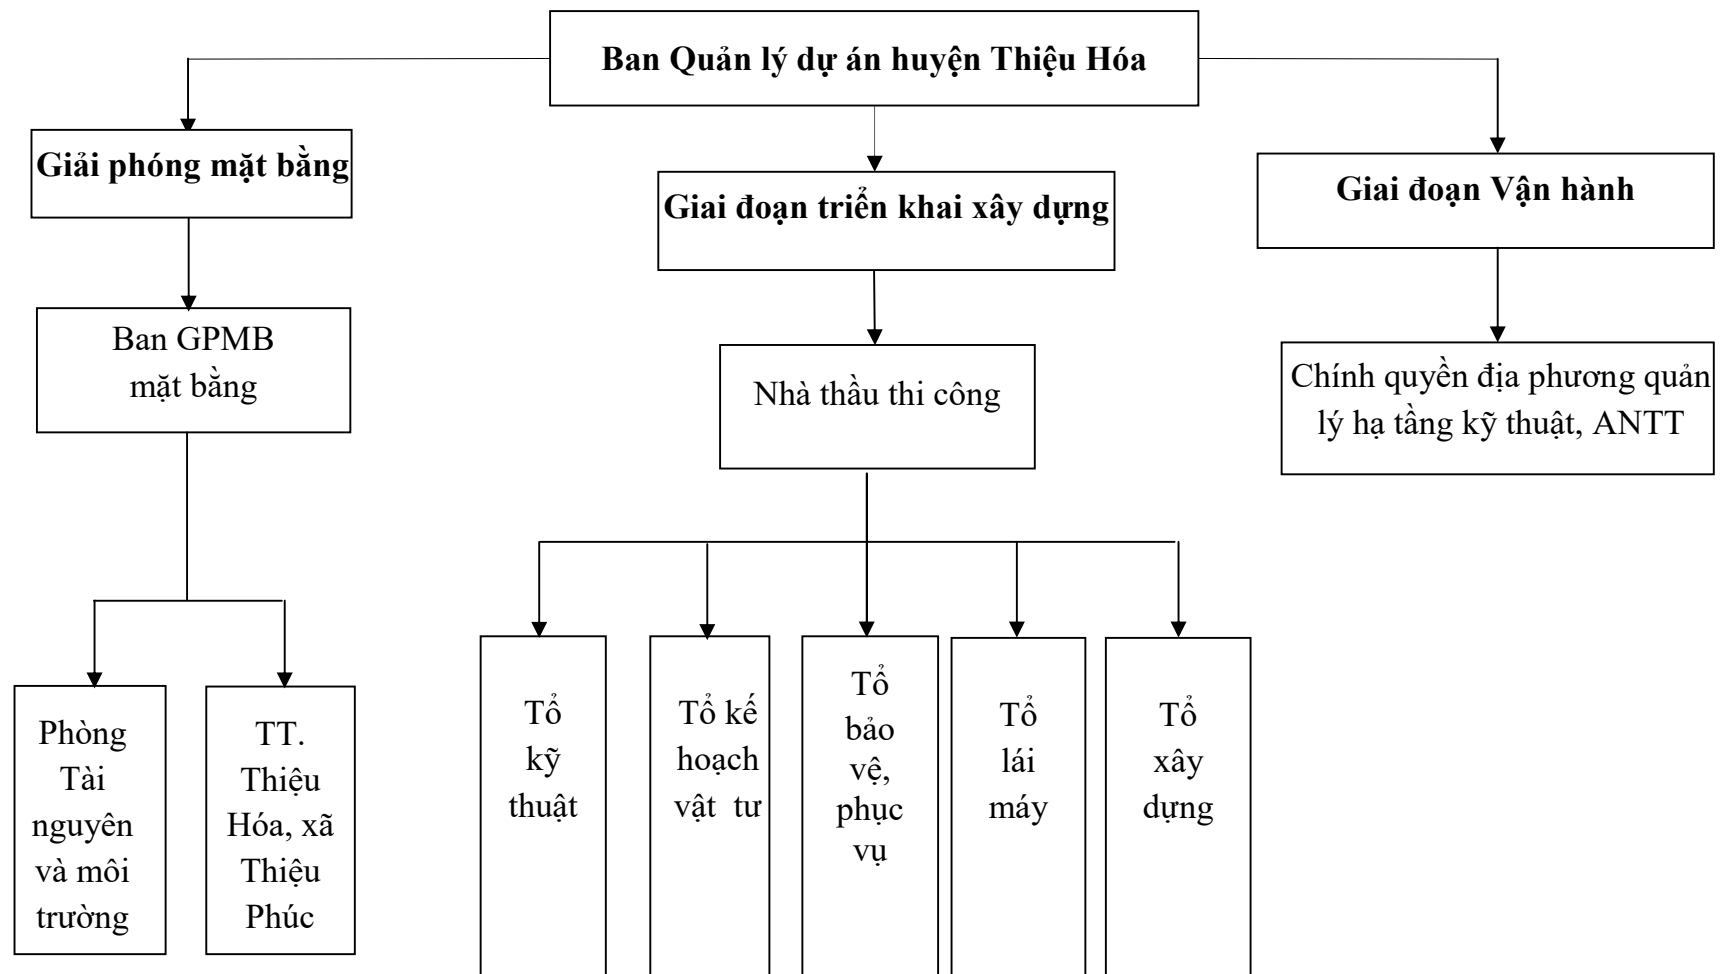 Ban Quản lý dự án huyện Thiệu Hóa
Giải phóng mặt bằng
Giai đoạn triển khai xây dựng
Giai đoạn Vận hành
Ban GPMB
mặt bằng
Nhà thầu thi công
Chính quyền địa phương quản
lý hạ tầng kỹ thuật, ANTT
Phòng
Tài
nguyên
và môi
trường
TT.
Thiệu
Hóa, xã
Thiệu
Phúc
Tổ
kỹ
thuật
Tổ kế
hoạch
vật tư
Tổ
bảo
vệ,
phục
vụ
Tổ
lái
máy
Tổ
xây
dựng